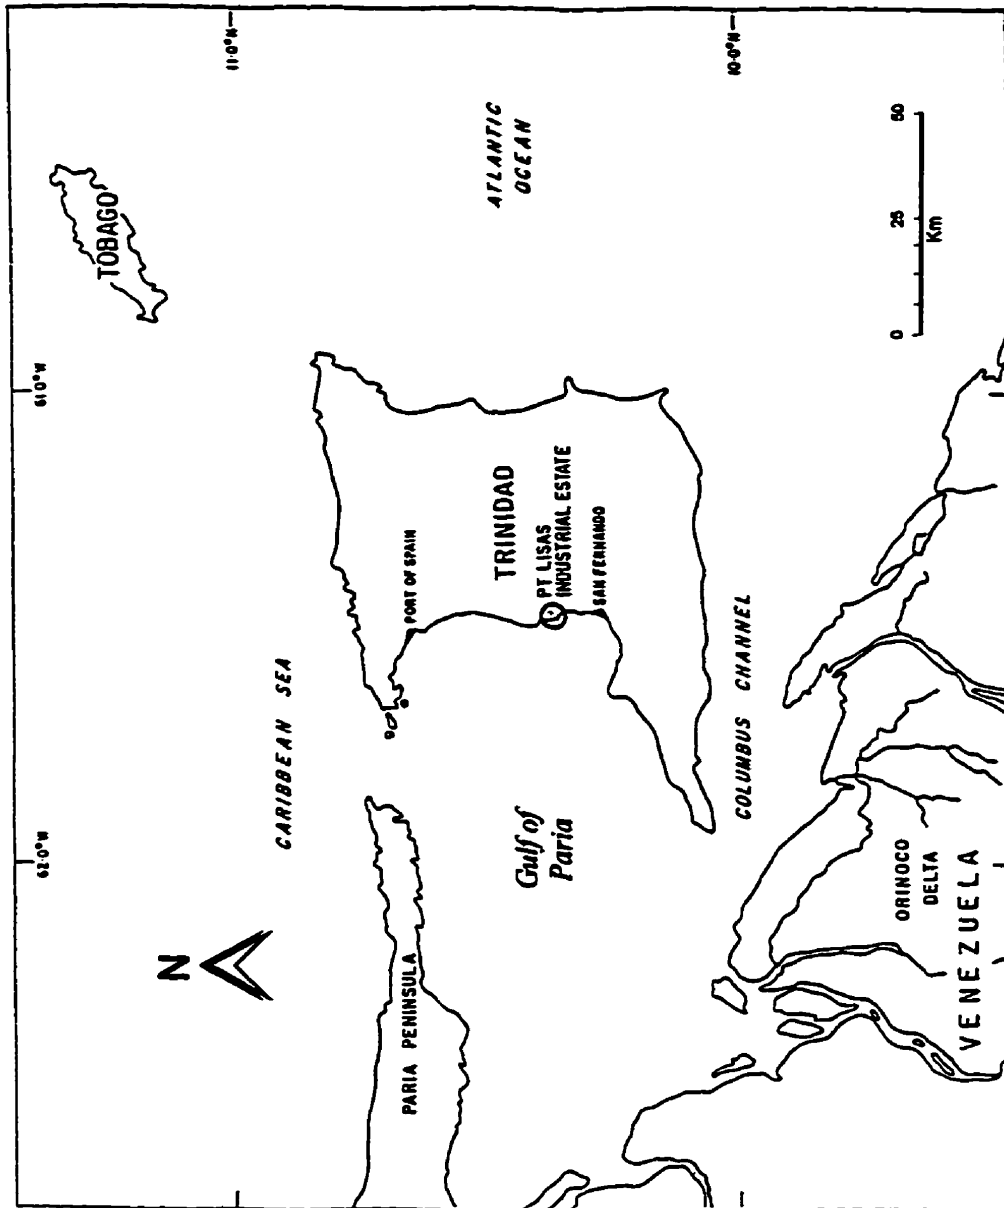 62·0°W
61·0°W
N
TOBAGO
11·0°N
CARIBBEAN SEA
PARIA PENINSULA
PORT OF SPAIN
TRINIDAD
ATLANTIC
OCEAN
Gulf of
Paria
PT LISAS
INDUSTRIAL ESTATE
SAN FERNANDO
COLUMBUS CHANNEL
10·0°N
ORINOCO
DELTA
VENEZUELA
0 25 50
Km